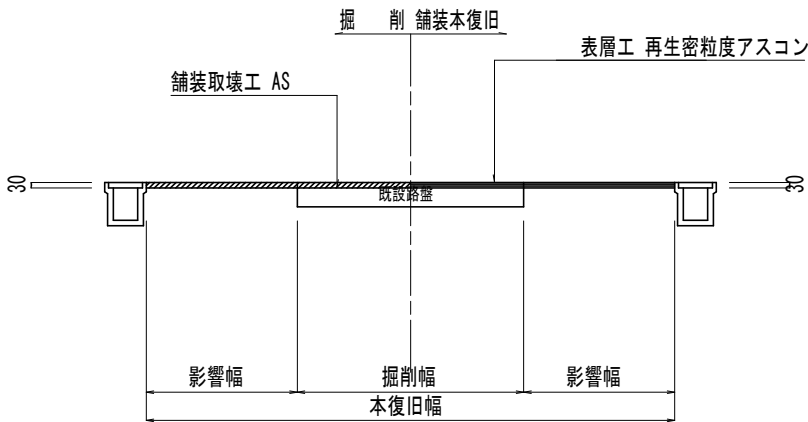 掘　　削 舗装本復旧
表層工 再生密粒度アスコン
舗装取壊工 AS
30
30
既設路盤
影響幅 掘削幅 影響幅
本復旧幅